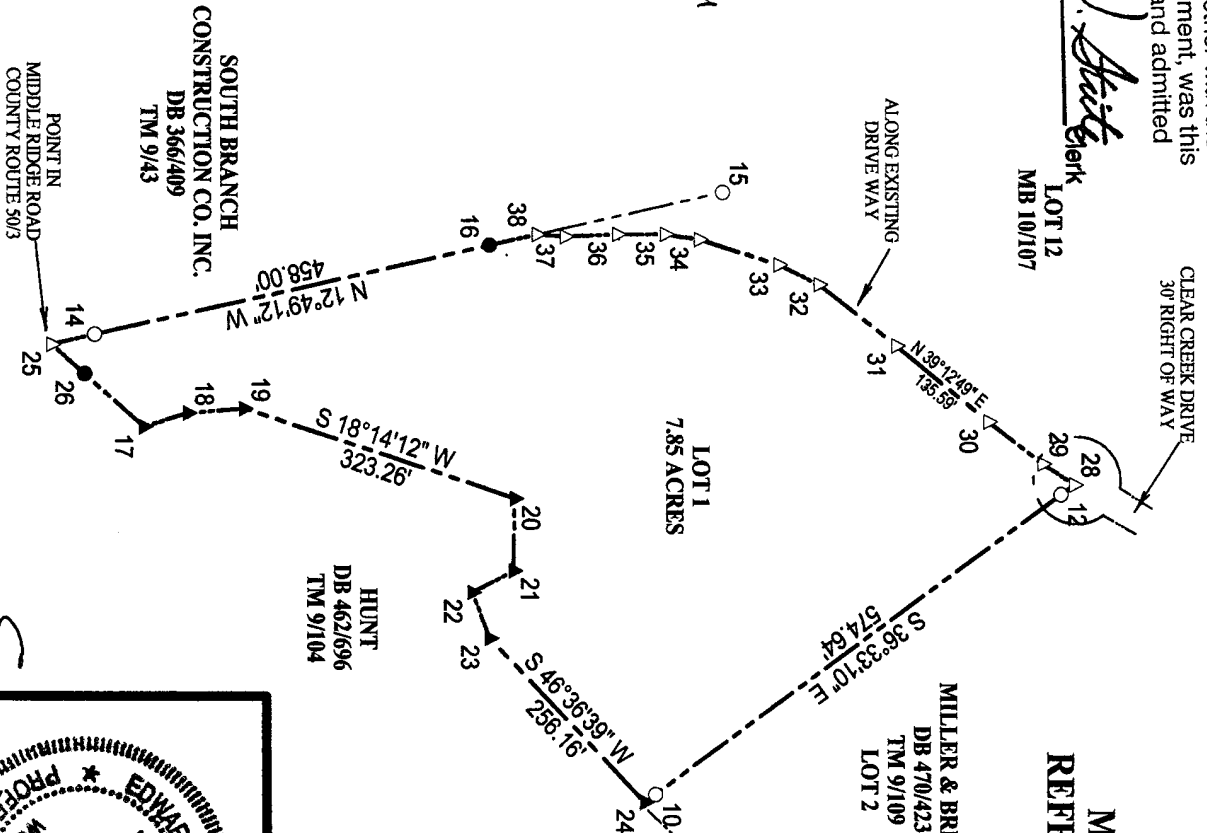 ment, was this
and admitted
Clerk
LOT 12
MB 10/107
CLEAR CREEK DRIVE
30' RIGHT OF WAY
ALONG EXISTING
DRIVE WAY
SOUTH BRANCH
CONSTRUCTION CO. INC.
DB 366/409
TM 9/43
POINT IN
MIDDLE RIDGE ROAD
COUNTY ROUTE 50/3
LOT 1
7.85 ACRES
N 39°12'49" E
135.59'
S 36°33'10" E
574.64'
N 12°49'12" W
458.00'
S 18°14'12" W
323.26'
S 46°36'39" W
256.16'
HUNT
DB 462/696
TM 9/104
MILLER & BRE
DB 470/423
TM 9/109
LOT 2
M
REFE
15
38
16
37
36
35
34
33
32
31
30
29
28
12
14
25
26
17
18
19
20
21
22
23
24
10
EDWA
PROFE